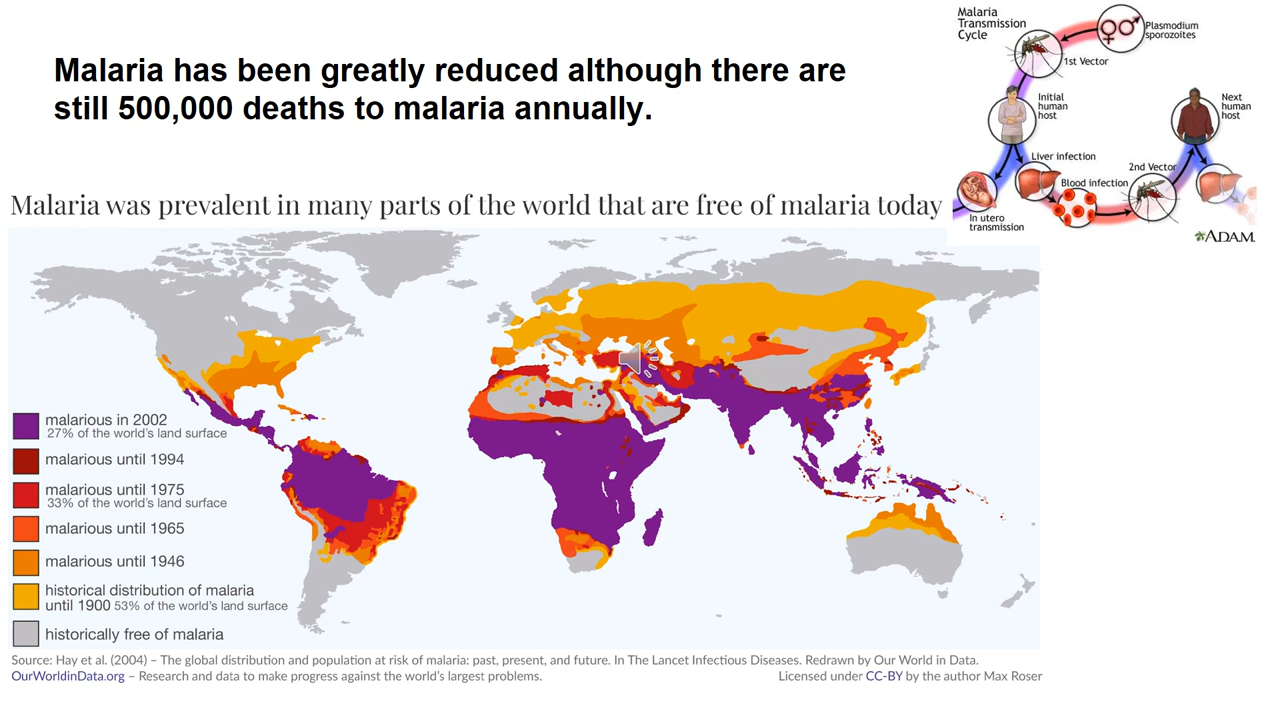 Malaria has been greatly reduced although there are
still 500,000 deaths to malaria annually.
Malaria
Transmission
Cycle
Plasmodium
sporozoites
1st Vector
Initial
human
host
Next
human
host
Liver infection
2nd Vector
Blood infection
In utero
transmission
ADAM.
Malaria was prevalent in many parts of the world that are free of malaria today
malarious in 2002
27% of the world's land surface
malarious until 1994
malarious until 1975
33% of the world's land surface
malarious until 1965
malarious until 1946
historical distribution of malaria
until 1900 53% of the world's land surface
historically free of malaria
Source: Hay et al. (2004) – The global distribution and population at risk of malaria: past, present, and future. In The Lancet Infectious Diseases. Redrawn by Our World in Data.
OurWorldinData.org – Research and data to make progress against the world's largest problems.
Licensed under CC-BY by the author Max Roser